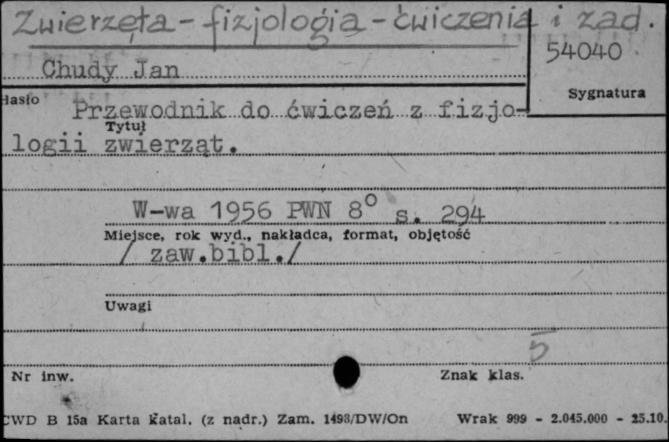 Zwierzęta - fizjologia - ćwiczenia i zad.
54040
Chudy Jan
Sygnatura
Hasło
Przewodnik do ćwiczeń z fizjo-
Tytuł
logii zwierząt.
W-wa 1956 PWN 8° s. 294
Miejsce, rok wyd., nakładca, format, objętość
/ zaw.bibl./
Uwagi
5
Nr inw.
Znak klas.
CWD B 15a Karta katal. (z nadr.) Zam. 1498/DW/On Wrak 999 - 2.045.000 - 25.10.